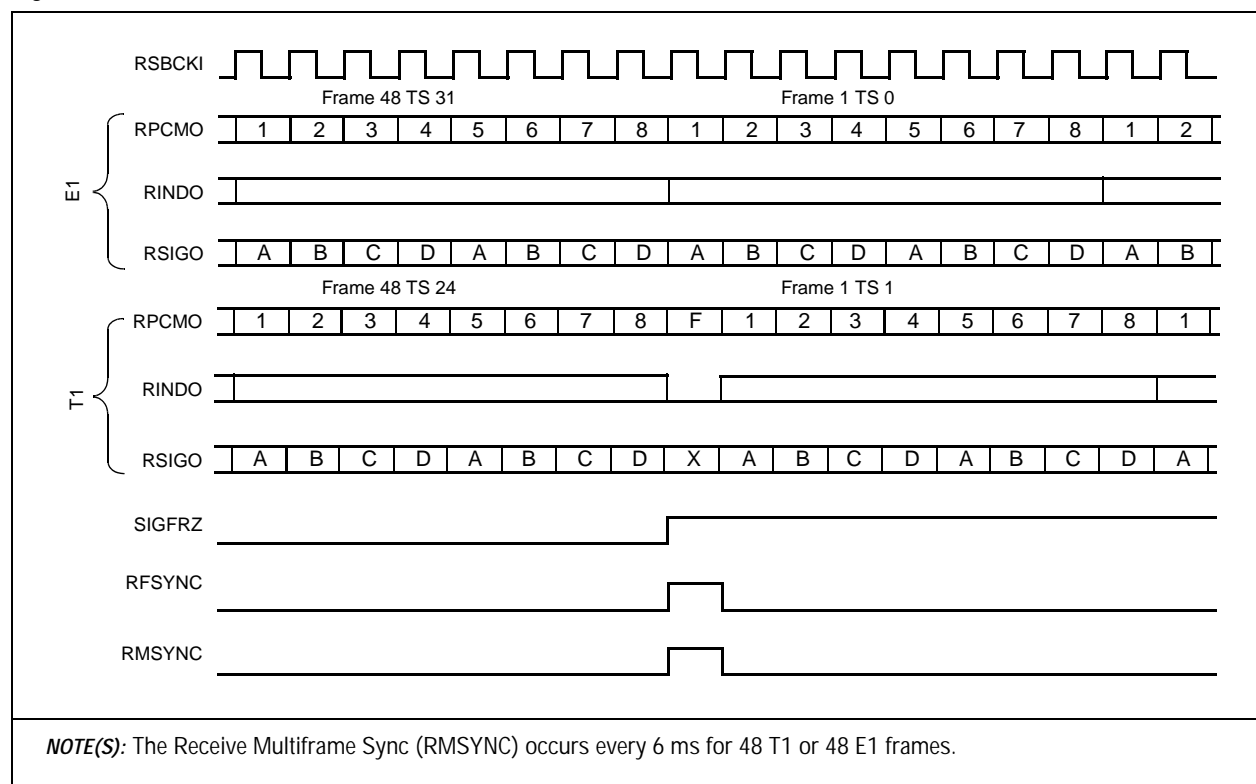 RSBCKI
Frame 48 TS 31 Frame 1 TS 0
RPCMO 1 2 3 4 5 6 7 8 1 2 3 4 5 6 7 8 1 2
E1
RINDO
RSIGO A B C D A B C D A B C D A B C D A B
Frame 48 TS 24 Frame 1 TS 1
RPCMO 1 2 3 4 5 6 7 8 F 1 2 3 4 5 6 7 8 1
T1
RINDO
RSIGO A B C D A B C D X A B C D A B C D A
SIGFRZ
RFSYNC
RMSYNC
NOTE(S): The Receive Multiframe Sync (RMSYNC) occurs every 6 ms for 48 T1 or 48 E1 frames.